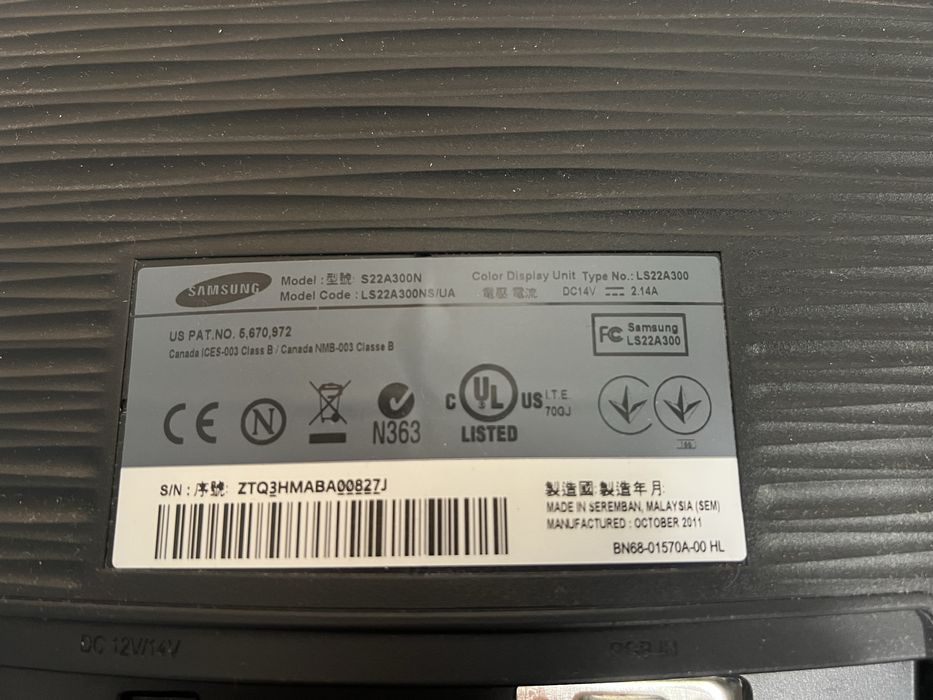 SAMSUNG
Model : 型號: S22A300N
Model Code : LS22A300NS/UA
Color Display Unit Type No.: LS22A300
電壓 電流 DC14V 2.14A
US PAT.NO. 5,670,972
Canada ICES-003 Class B / Canada NMB-003 Classe B
FC Samsung
LS22A300
CE N N363 C UL US LISTED I.T.E.
70GJ
S/N : 序號: ZTQ3HMABA00827J
製造國 製造年月:
MADE IN SEREMBAN, MALAYSIA (SEM)
MANUFACTURED : OCTOBER 2011
BN68-01570A-00 HL
DC 12V/14V